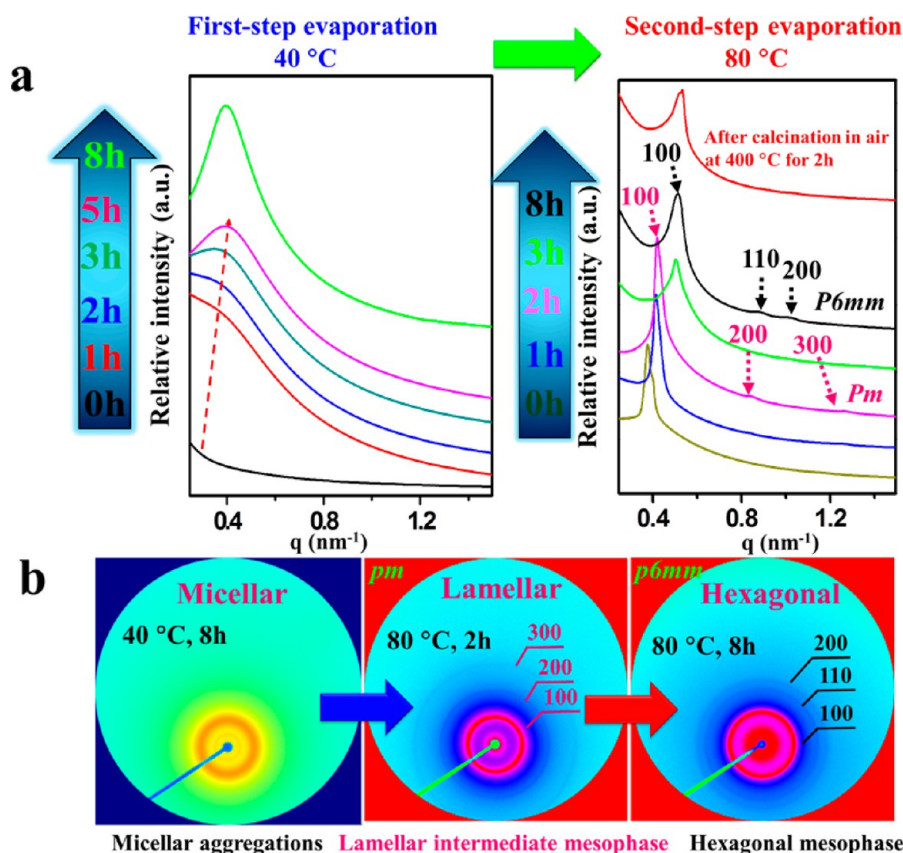 First-step evaporation
40 °C
Second-step evaporation
80 °C
a
8h
5h
3h
2h
1h
0h
Relative intensity (a.u.)
0.4 0.8 1.2
q (nm-1)
8h
3h
2h
1h
0h
Relative intensity (a.u.)
After calcination in air
at 400 °C for 2h
100
100
110
200
P6mm
200
300
Pm
0.4 0.8 1.2
q (nm-1)
b
Micellar
40 °C, 8h
pm
Lamellar
80 °C, 2h
300
200
100
p6mm
Hexagonal
80 °C, 8h
200
110
100
Micellar aggregations
Lamellar intermediate mesophase
Hexagonal mesophase